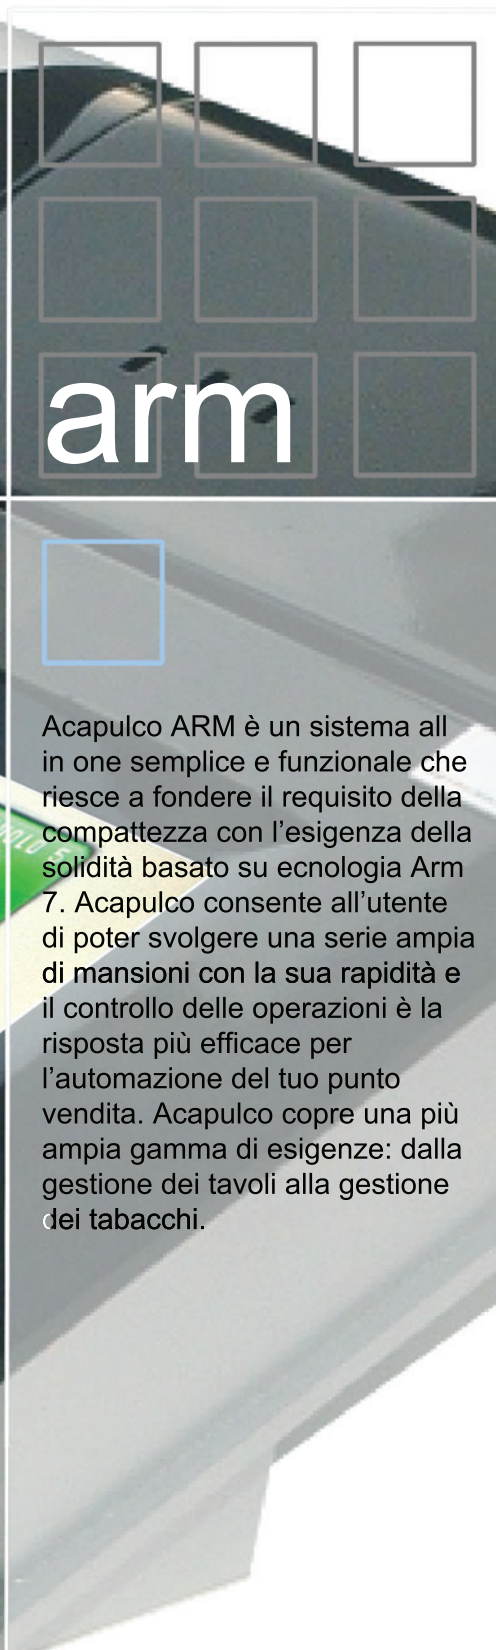 arm
Acapulco ARM è un sistema all
in one semplice e funzionale che
riesce a fondere il requisito della
compattezza con l'esigenza della
solidità basato su ecnologia Arm
7. Acapulco consente all'utente
di poter svolgere una serie ampia
di mansioni con la sua rapidità e
il controllo delle operazioni è la
risposta più efficace per
l'automazione del tuo punto
vendita. Acapulco copre una più
ampia gamma di esigenze: dalla
gestione dei tavoli alla gestione
dei tabacchi.